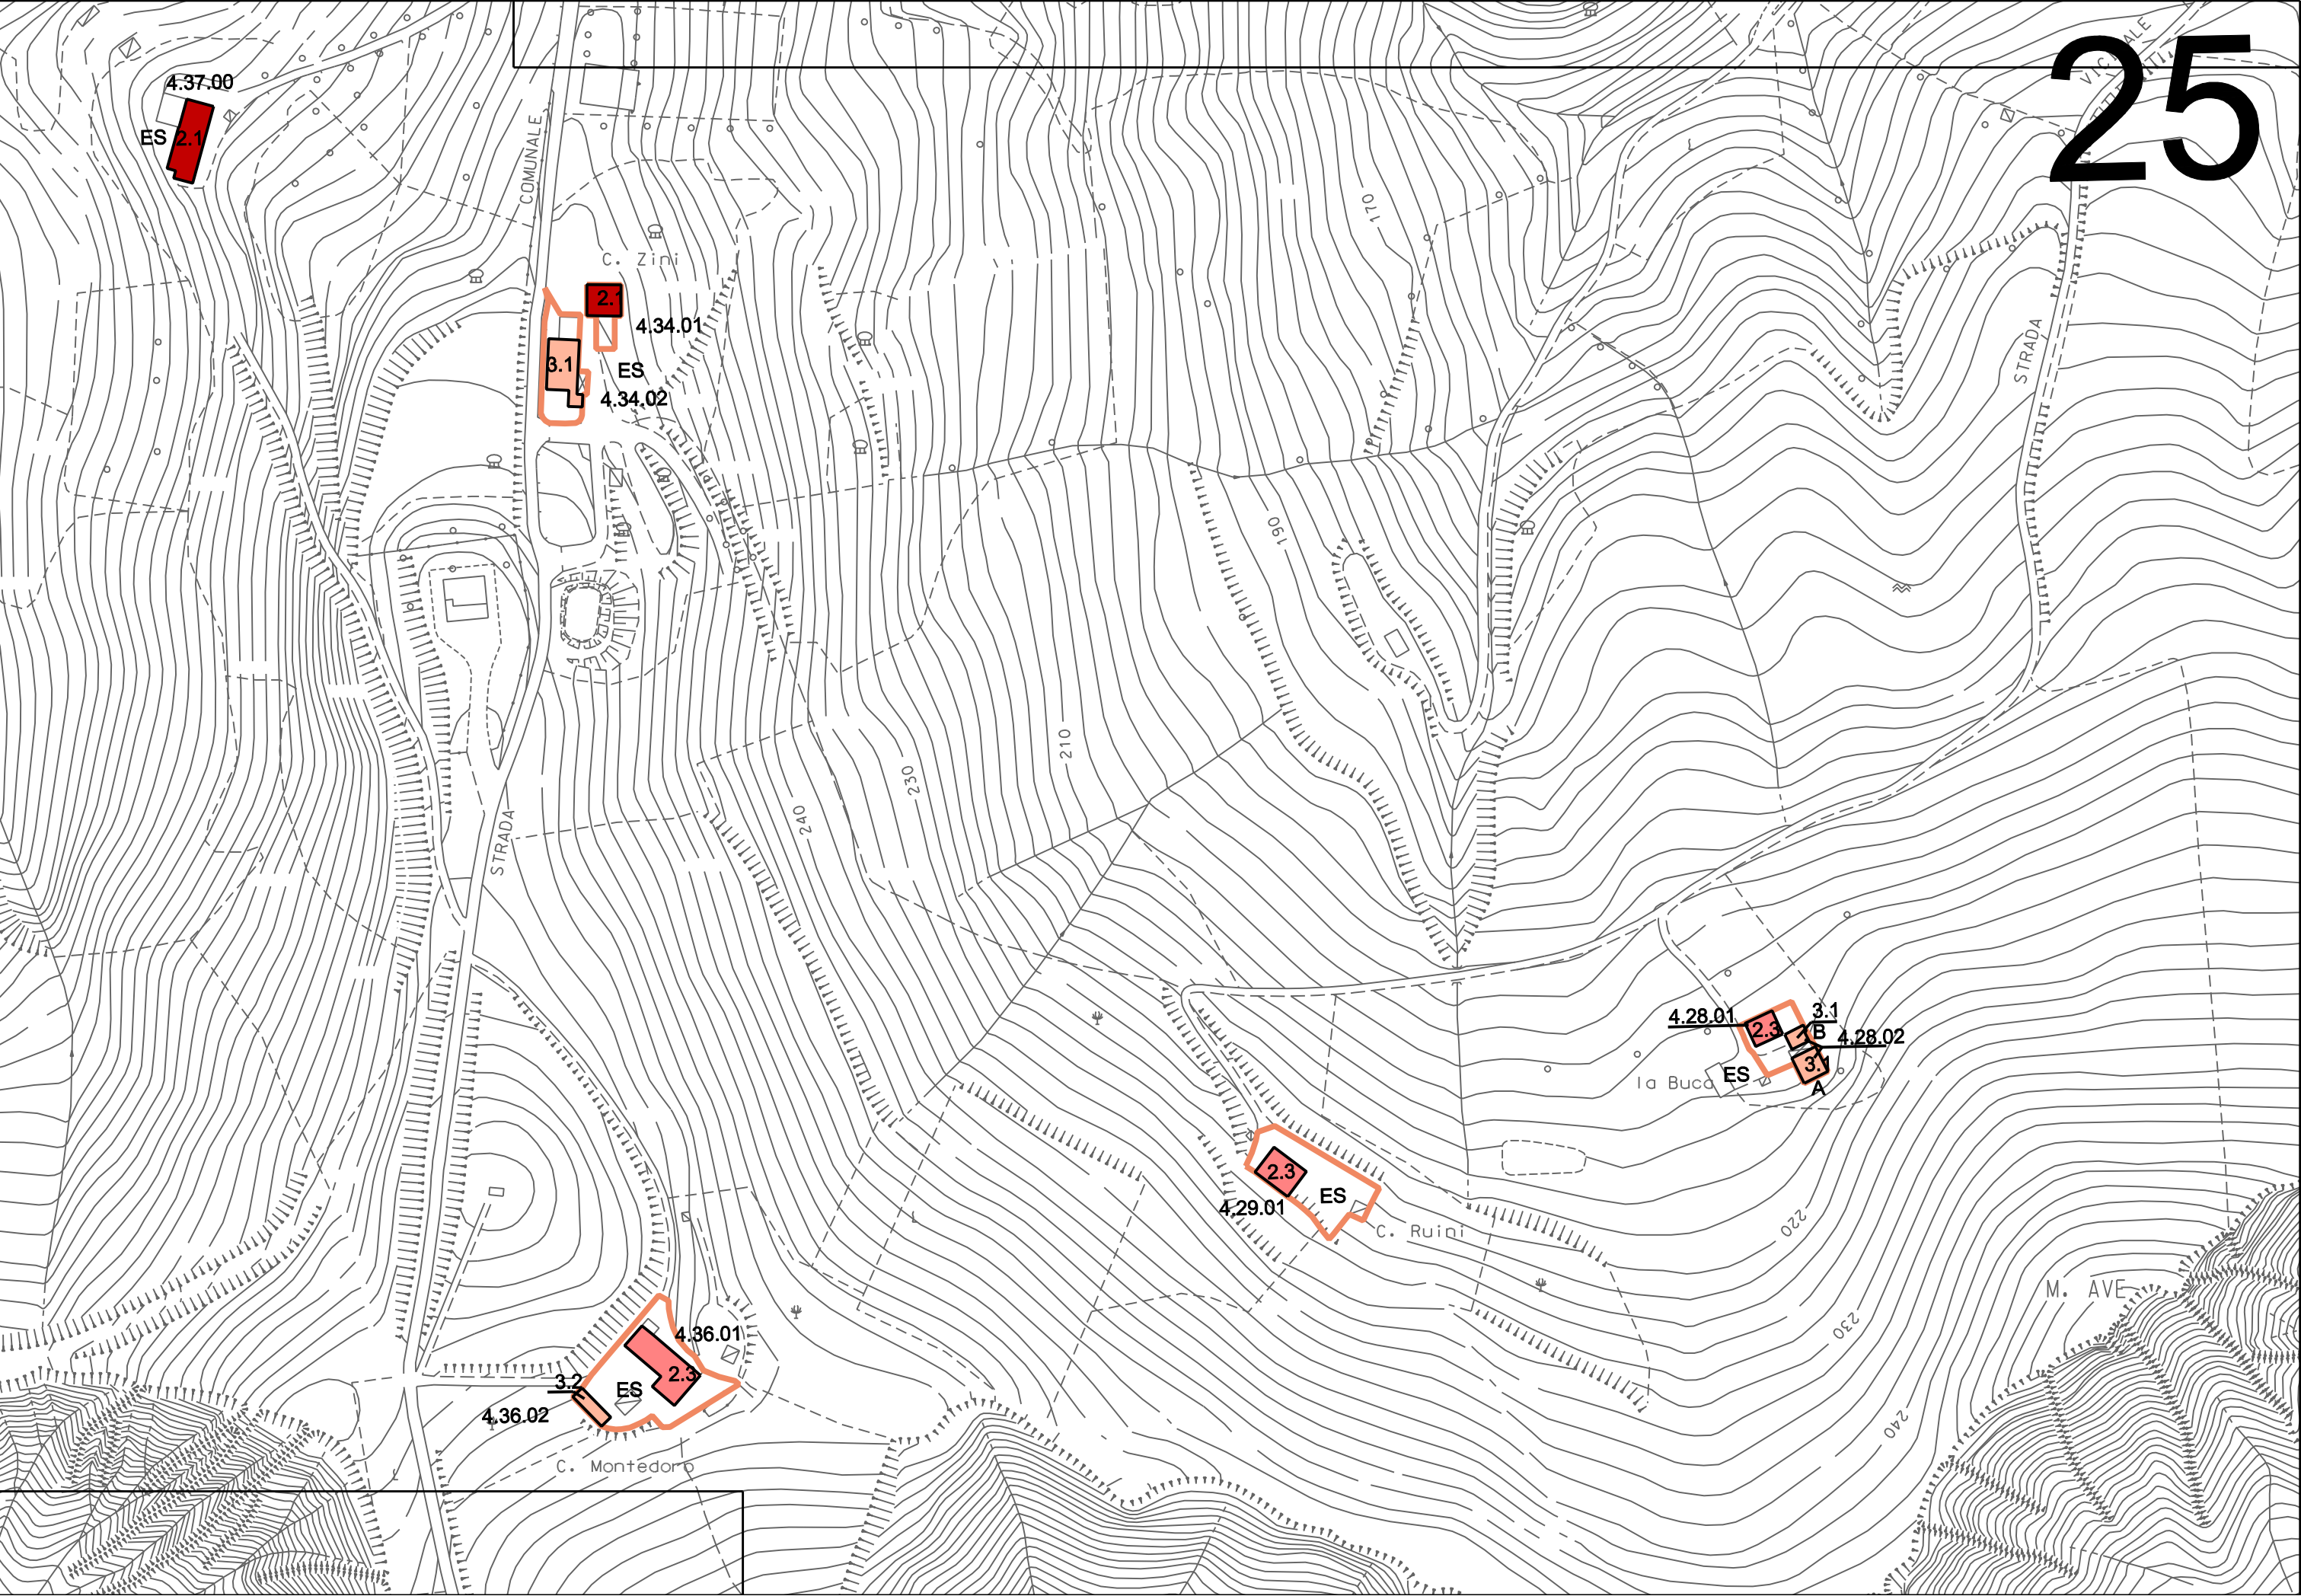 25
VIC
ALE
4.37.00
ES
2.1
COMUNALE
C. Zini
2.1
4.34.01
3.1
ES
4.34.02
170
190
STRADA
210
230
240
STRADA
4.28.01
2.3
3.1
B
4.28.02
3.1
la Buca
ES
A
2.3
ES
4.29.01
C. Ruini
220
M. AVE
230
240
4.36.01
2.3
3.2
ES
4.36.02
C. Montedoro